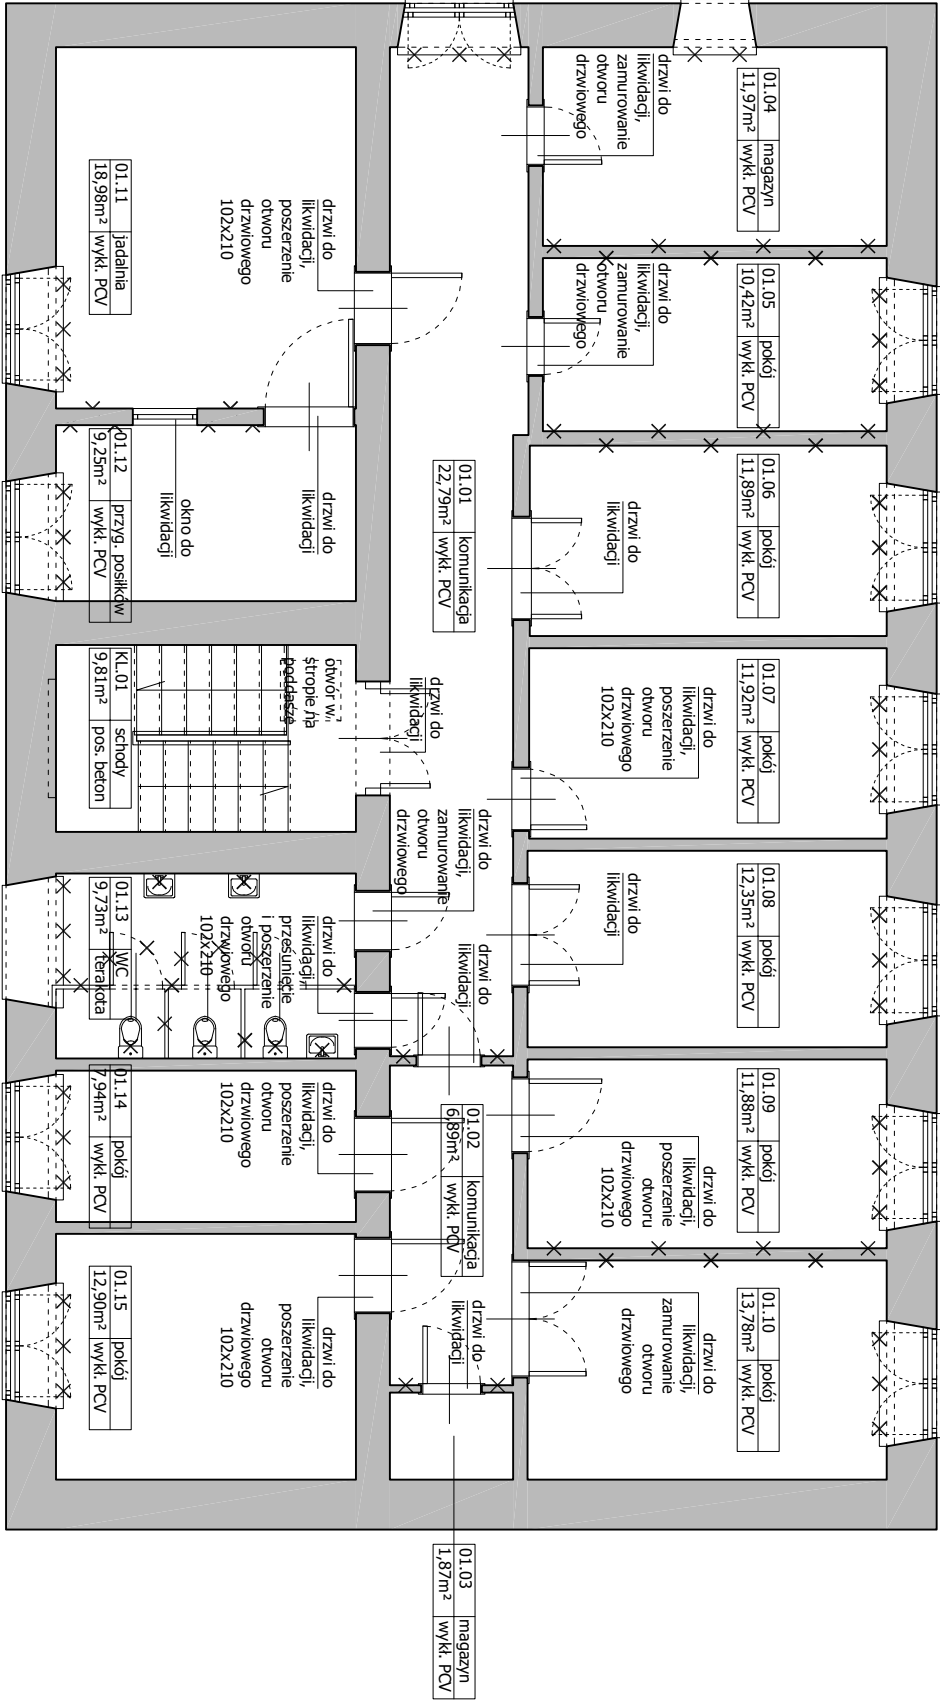 01.04 magazyn
11,97m² wykł. PCV
drzwi do
likwidacji,
zamurowanie
otworu
drzwiowego
01.05 pokój
10,42m² wykł. PCV
drzwi do
likwidacji,
zamurowanie
otworu
drzwiowego
01.06 pokój
11,89m² wykł. PCV
drzwi do
likwidacji
01.07 pokój
11,92m² wykł. PCV
drzwi do
likwidacji,
poszerzenie
otworu
drzwiowego
102x210
01.08 pokój
12,35m² wykł. PCV
drzwi do
likwidacji
01.09 pokój
11,88m² wykł. PCV
drzwi do
likwidacji,
poszerzenie
otworu
drzwiowego
102x210
01.10 pokój
13,78m² wykł. PCV
drzwi do
likwidacji,
zamurowanie
otworu
drzwiowego
01.01 komunikacja
22,79m² wykł. PCV
drzwi do
likwidacji
drzwi do
likwidacji,
zamurowanie
otworu
drzwiowego
drzwi do
likwidacji
01.02 komunikacja
6,89m² wykł. PCV
drzwi do
likwidacji
01.03 magazyn
1,87m² wykł. PCV
drzwi do
likwidacji,
poszerzenie
otworu
drzwiowego
102x210
01.11 jadalnia
18,98m² wykł. PCV
drzwi do
likwidacji
okno do
likwidacji
01.12 przyg. posiłków
9,25m² wykł. PCV
otwór w
stropie na
poddasze
KL.01 schody
9,81m² pos. beton
drzwi do
likwidacji,
przesunięcie
i poszerzenie
otworu
drzwiowego
102x210
01.13 WC
9,73m² terakota
drzwi do
likwidacji,
poszerzenie
otworu
drzwiowego
102x210
01.14 pokój
7,94m² wykł. PCV
drzwi do
likwidacji,
poszerzenie
otworu
drzwiowego
102x210
01.15 pokój
12,90m² wykł. PCV